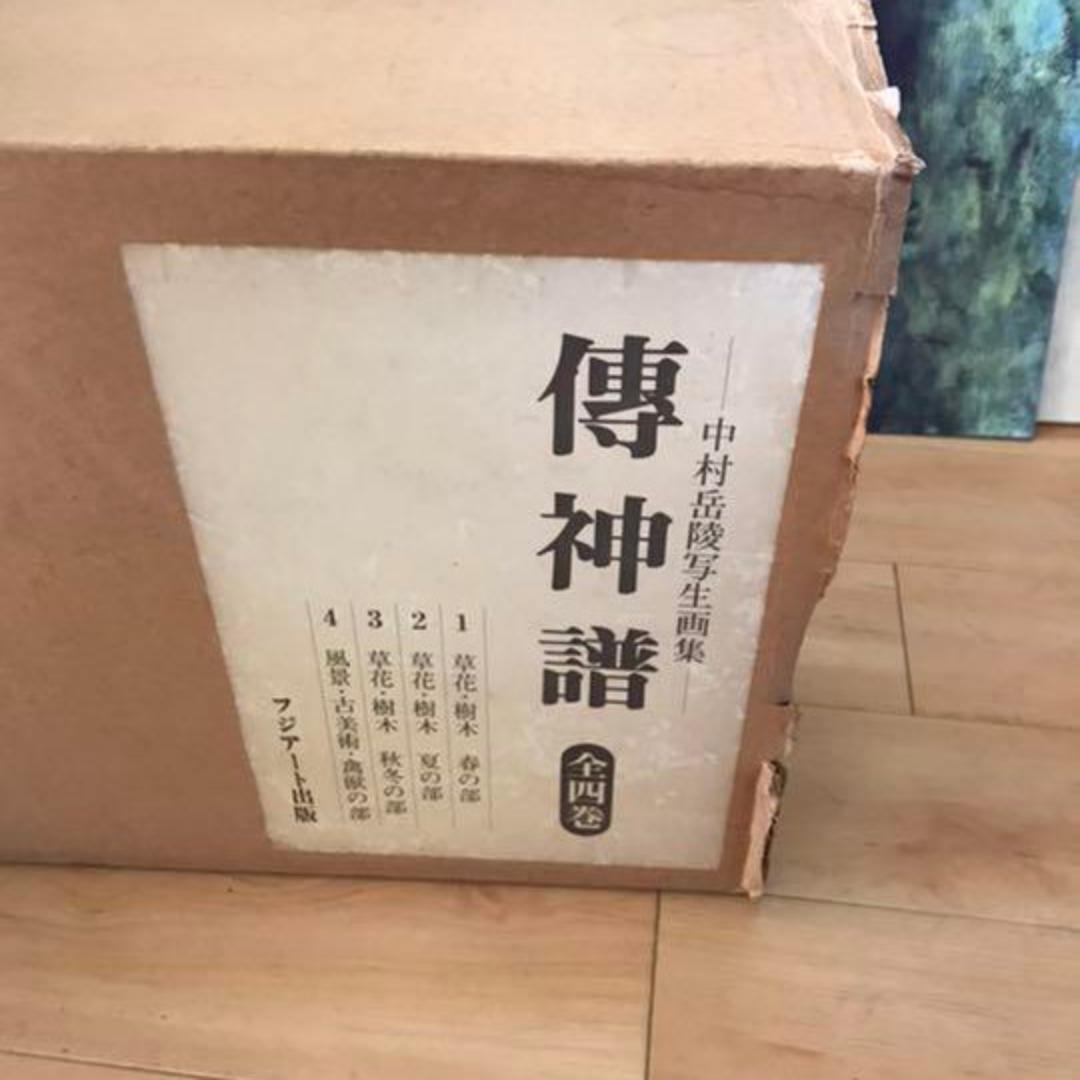 中村岳陵写生画集
傳神譜
全四巻
1 草花・樹木 春の部
2 草花・樹木 夏の部
3 草花・樹木 秋冬の部
4 風景・古美術・禽獣の部
フジアート出版